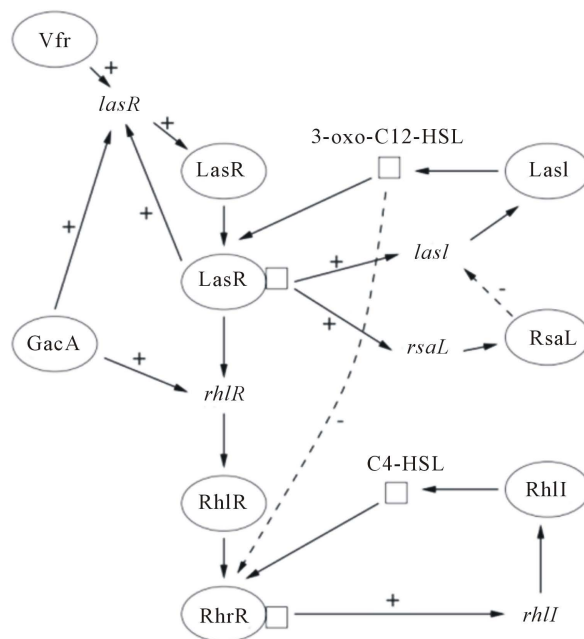 Vfr
+
lasR
+
LasR
3-oxo-C12-HSL
LasI
+
+
LasR
+
lasI
-
GacA
+
+
rsaL
RsaL
rhlR
-
C4-HSL
RhlR
RhlI
RhrR
+
rhlI